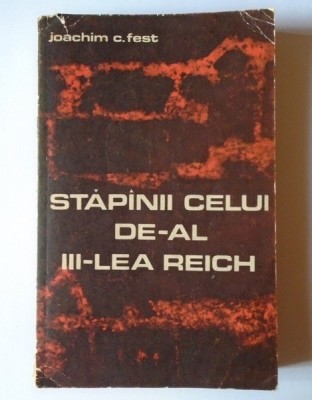 joachim c. fest
STĂPÎNII CELUI
DE-AL
III-LEA REICH